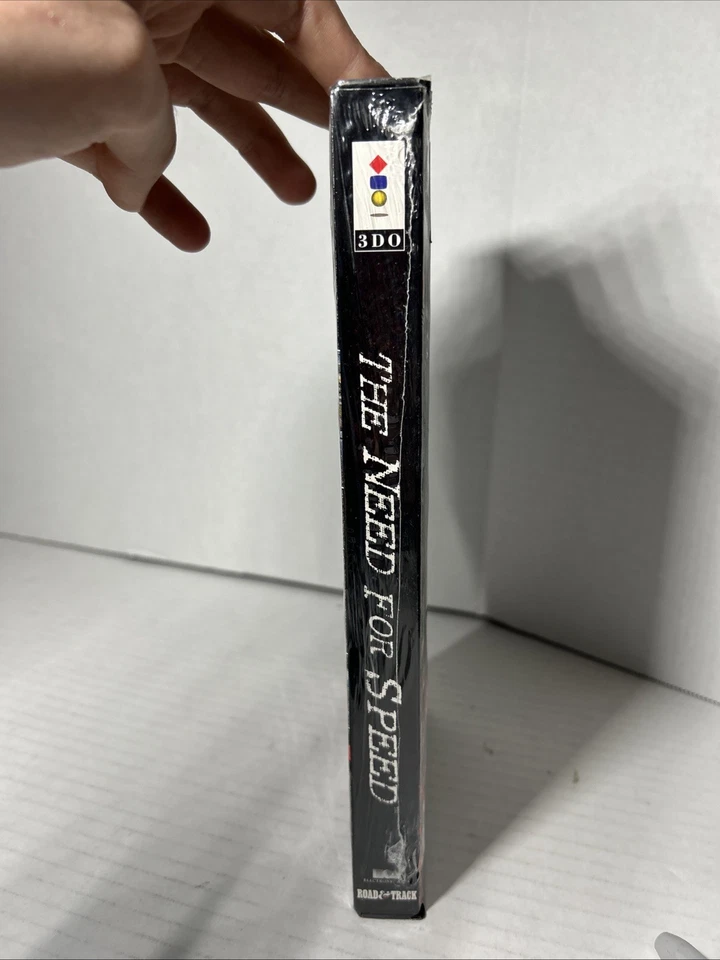 3DO
THE NEED FOR SPEED
ROAD & TRACK